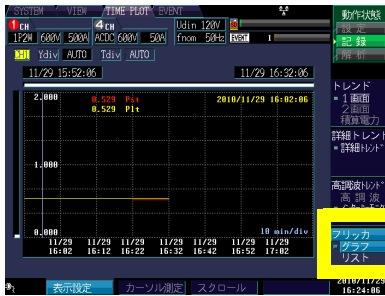 SYSTEM VIEW TIME PLOT EVENT
動作状態
設定
記録
解析
1CH 4CH Udin 120V
1P2W 600V 500A ACDC 600V 50A fnom 50Hz EVENT 1
CH1 Ydiv AUTO Tdiv AUTO
11/29 15:52:06 11/29 16:32:06
2.000 0.529 Pst 2010/11/29 16:02:06
0.529 Plt
1.000
0.000 10 min/div
11/29 11/29 11/29 11/29 11/29 11/29 11/29
16:02 16:12 16:22 16:32 16:42 16:52 17:02
トレンド
1画面
2画面
積算電力
詳細トレンド
詳細トレンド
高調波トレンド
高調波
フリッカ
グラフ
リスト
表示設定 カーソル測定 スクロール
2010/11/29
16:24:06